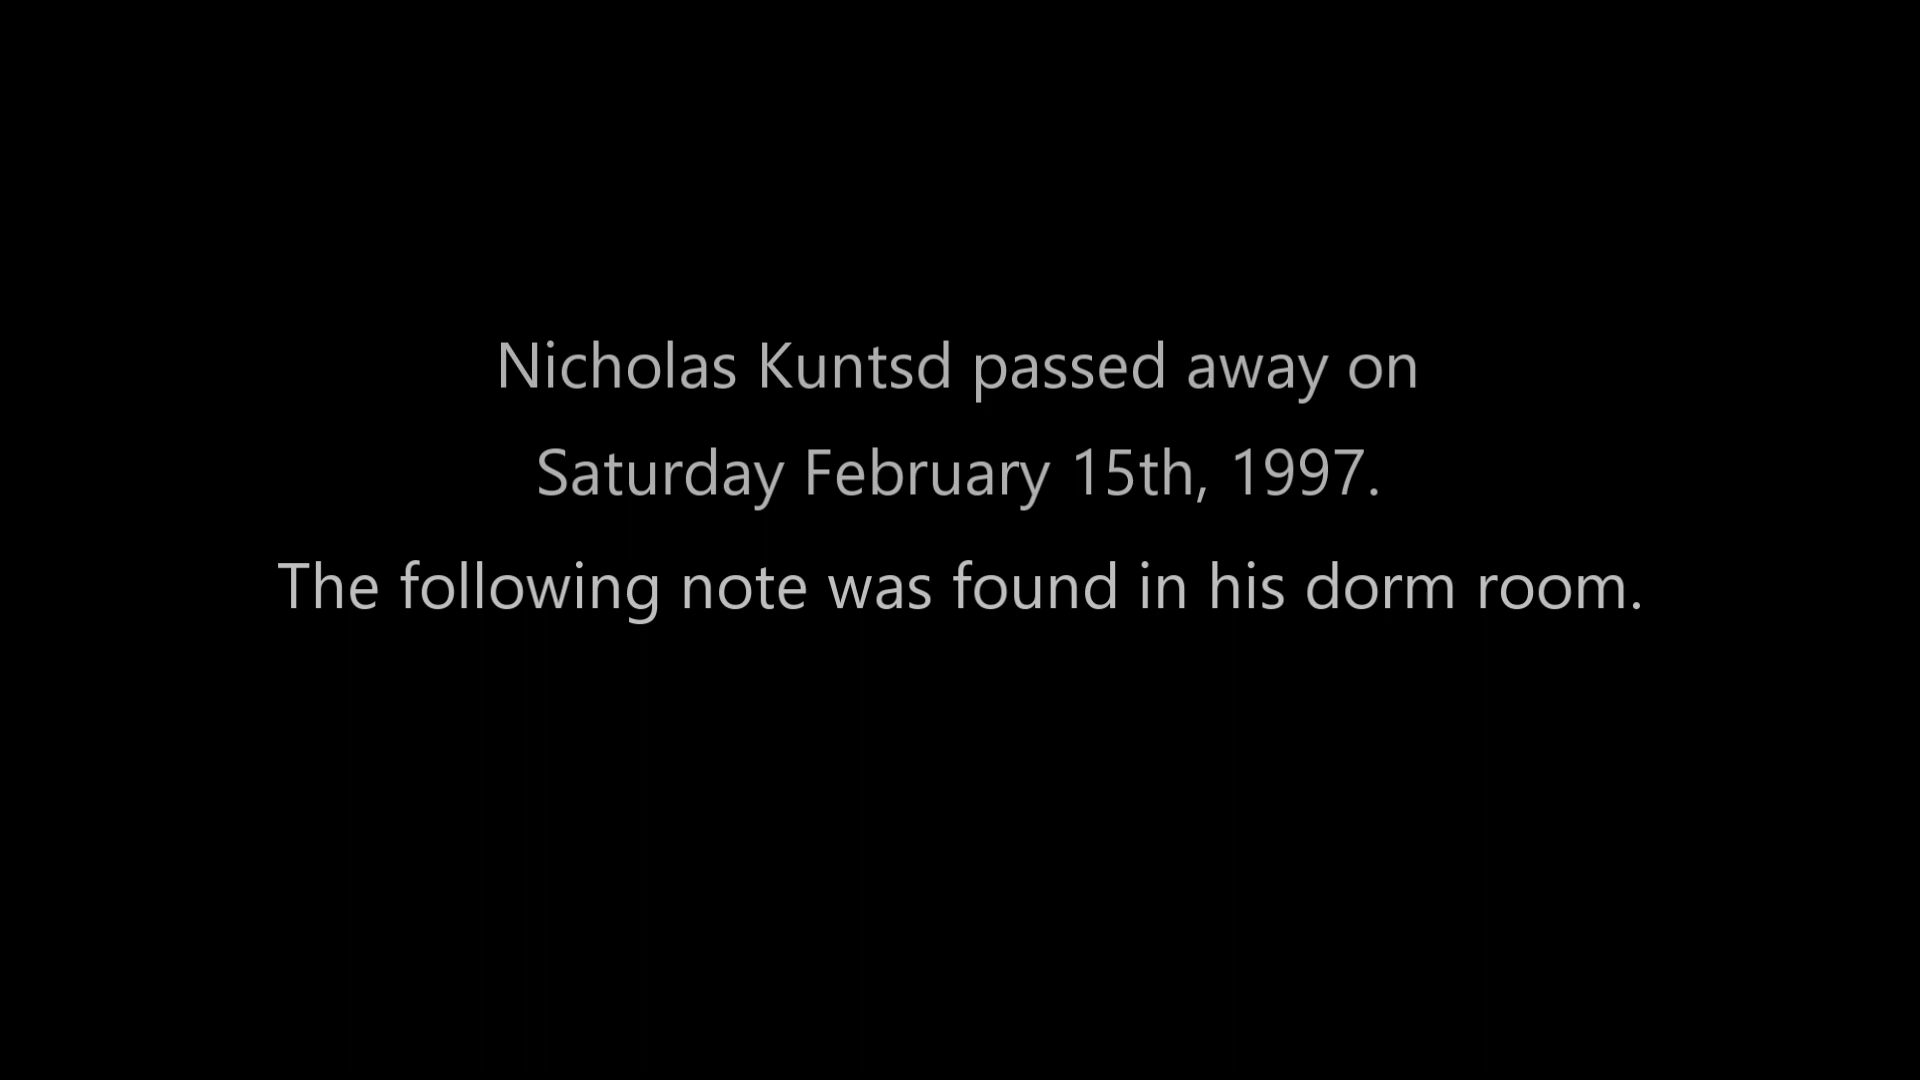 Nicholas Kuntsd passed away on
Saturday February 15th, 1997.
The following note was found in his dorm room.